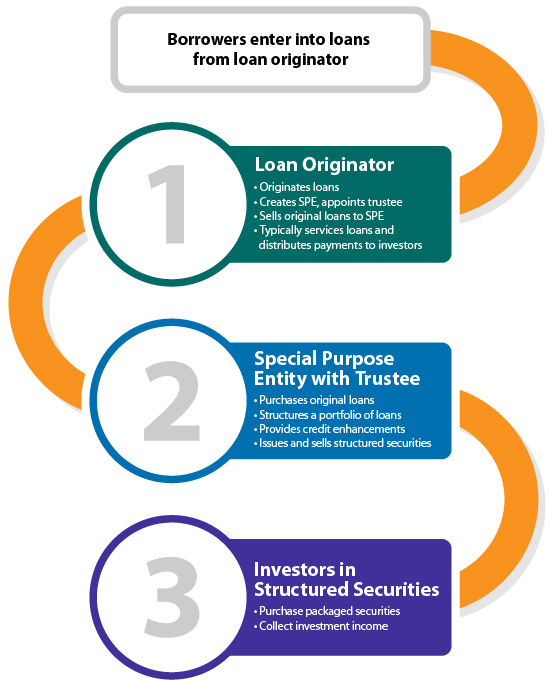 Borrowers enter into loans
from loan originator
1
Loan Originator
• Originates loans
• Creates SPE, appoints trustee
• Sells original loans to SPE
• Typically services loans and
distributes payments to investors
2
Special Purpose
Entity with Trustee
• Purchases original loans
• Structures a portfolio of loans
• Provides credit enhancements
• Issues and sells structured securities
3
Investors in
Structured Securities
• Purchase packaged securities
• Collect investment income